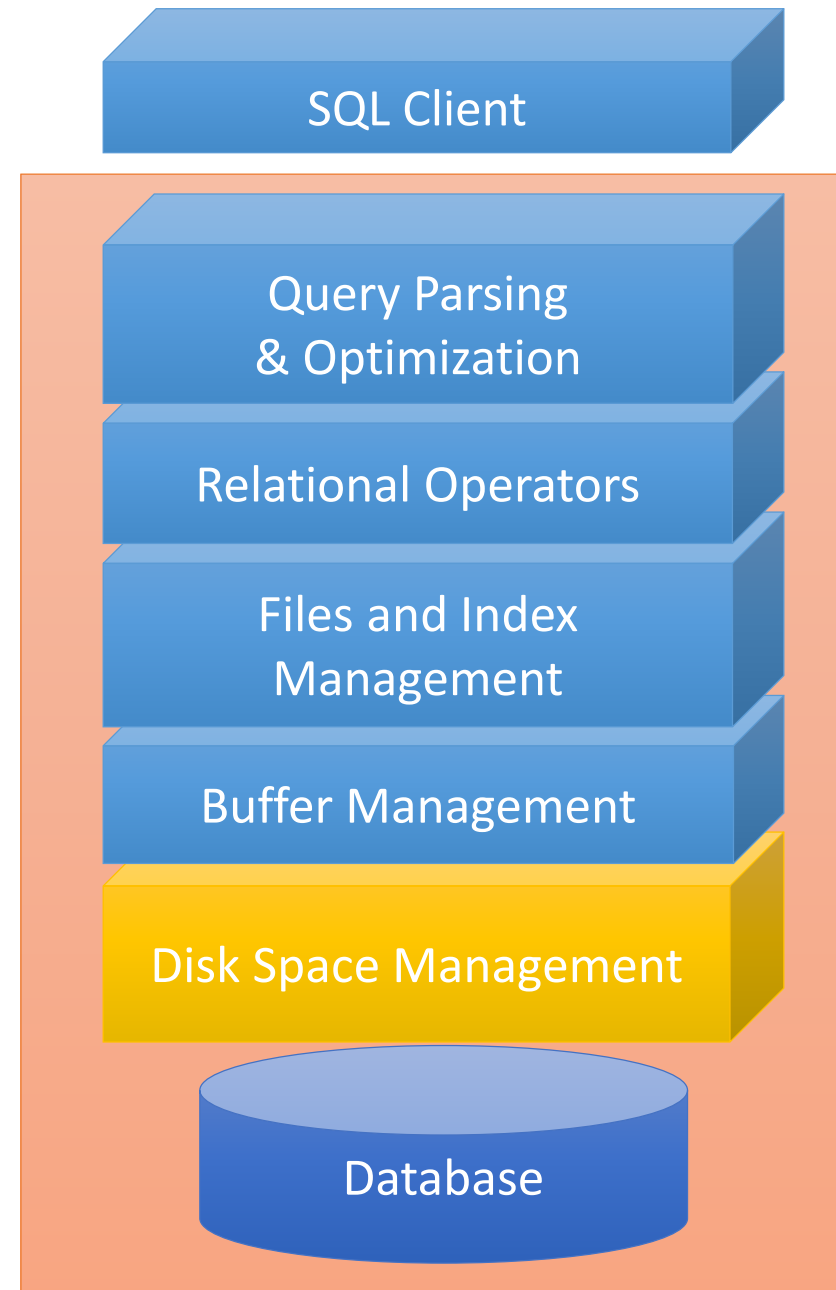 SQL Client
Query Parsing
& Optimization
Relational Operators
Files and Index
Management
Buffer Management
Disk Space Management
Database